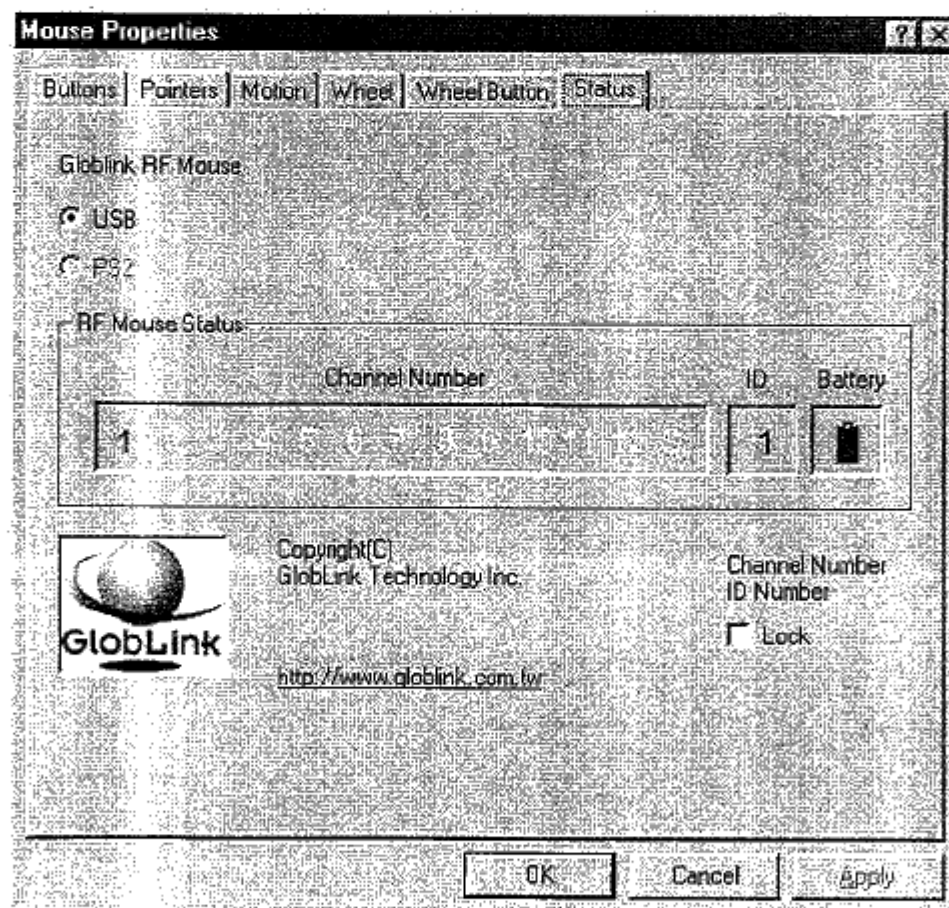 Mouse Properties
Buttons Pointers Motion Wheel Wheel Button Status
Globlink RF Mouse
USB
PS2
RF Mouse Status
Channel Number ID Battery
1 1
Copyright(C)
GlobLink Technology Inc.
Channel Number
ID Number
Lock
GlobLink
http://www.globlink.com.tw
OK Cancel Apply